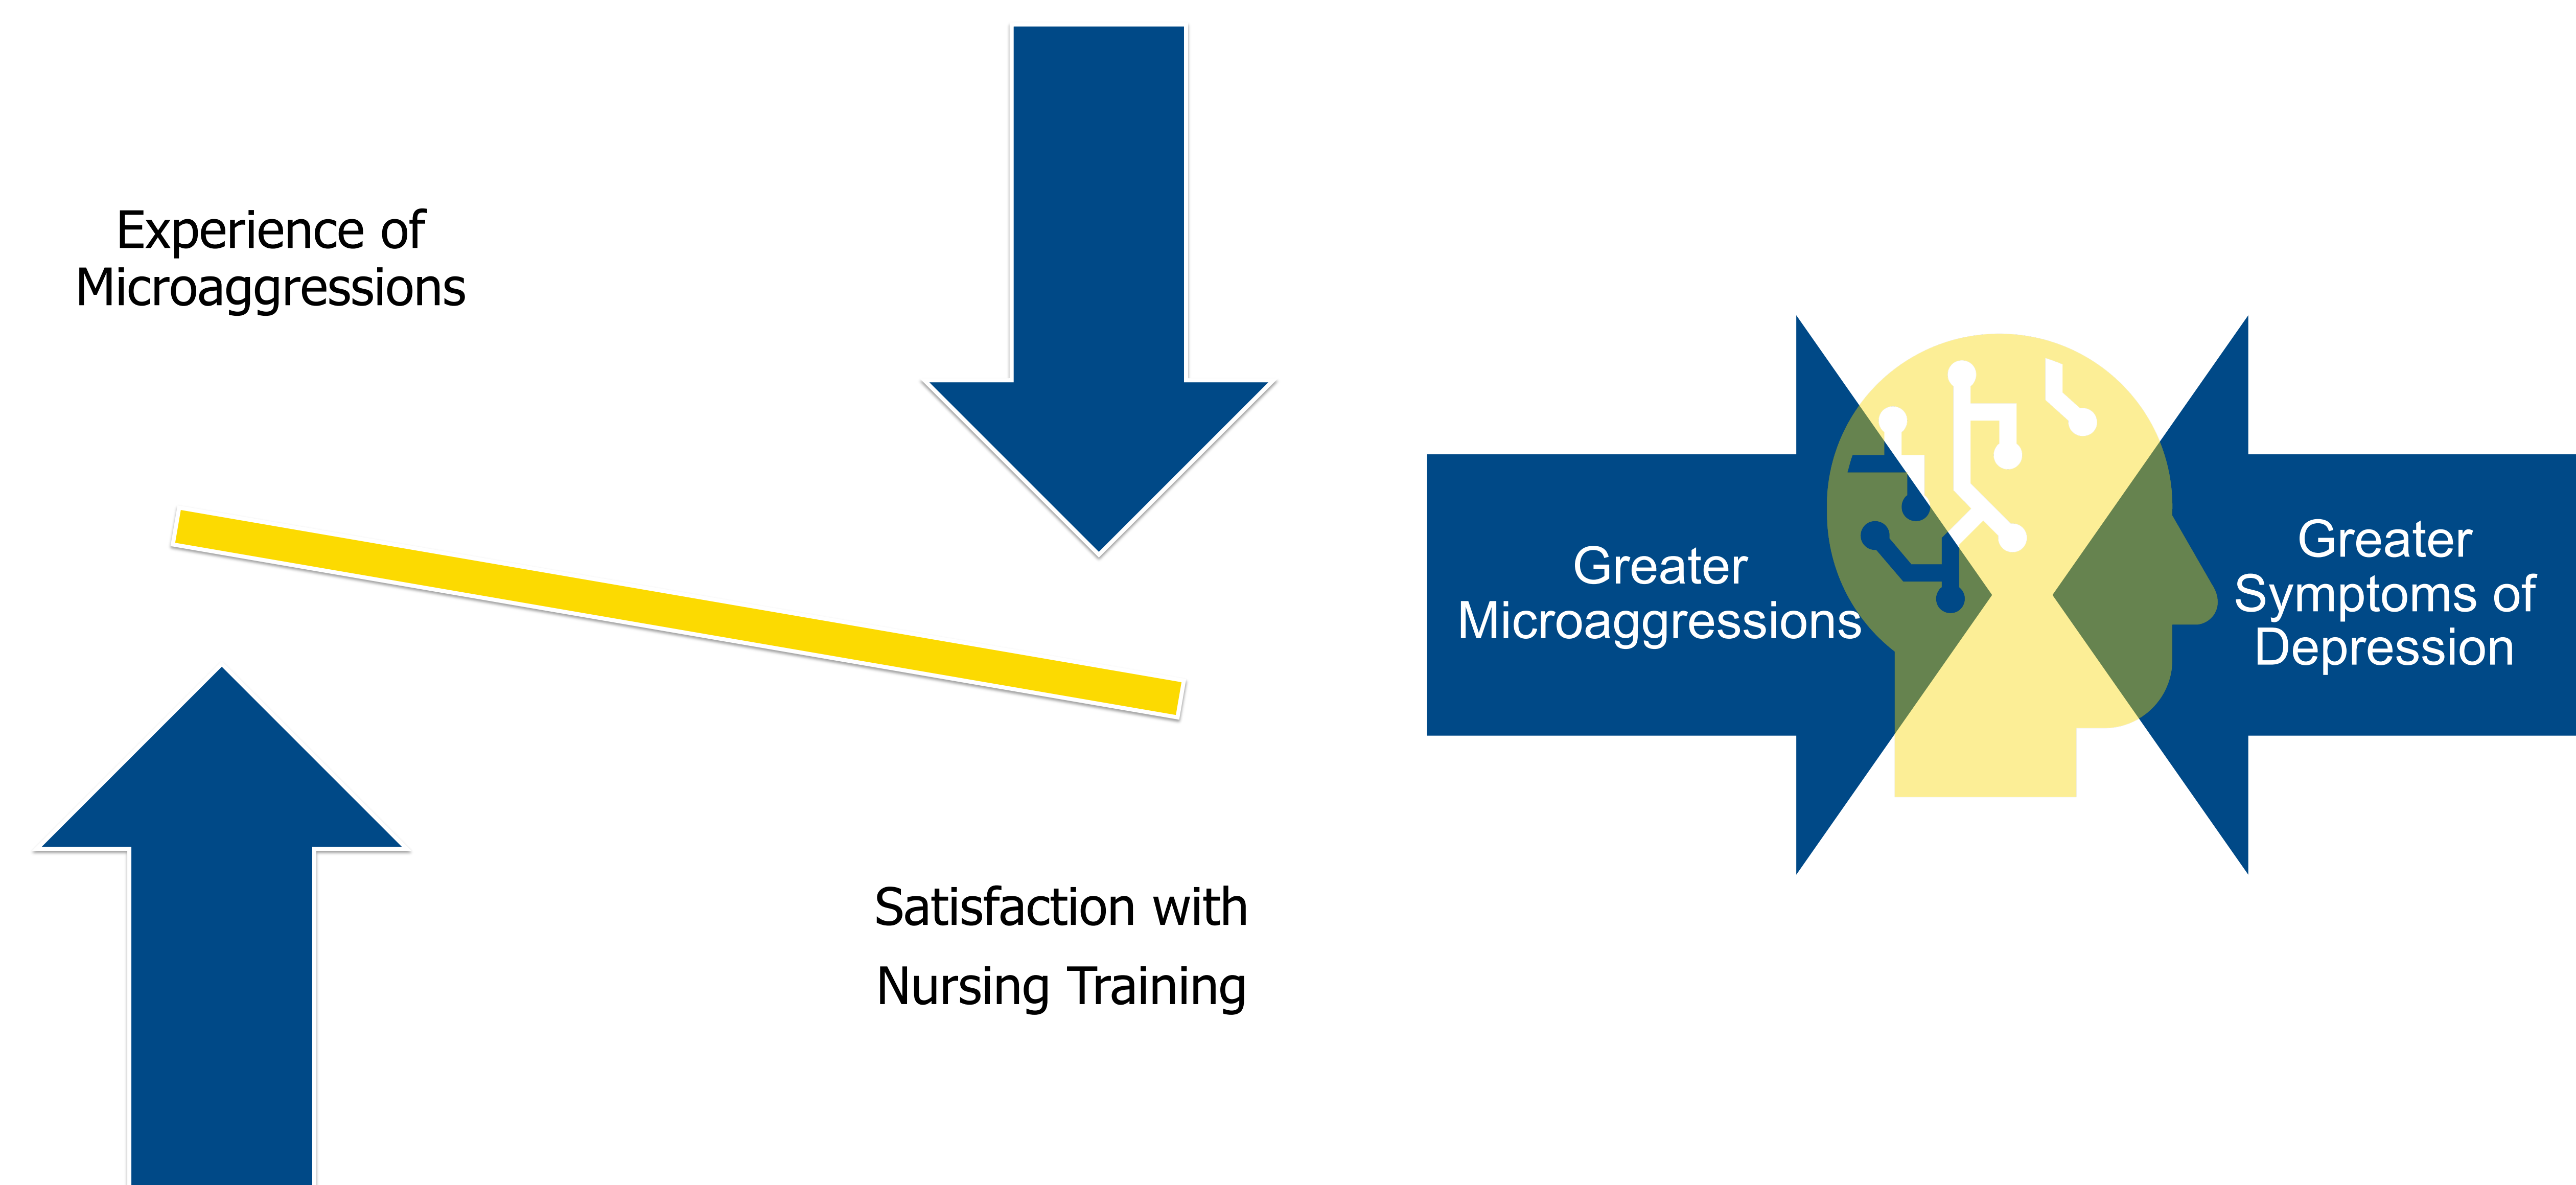 Experience of
Microaggressions
Satisfaction with
Nursing Training
Greater
Microaggressions
Greater
Symptoms of
Depression